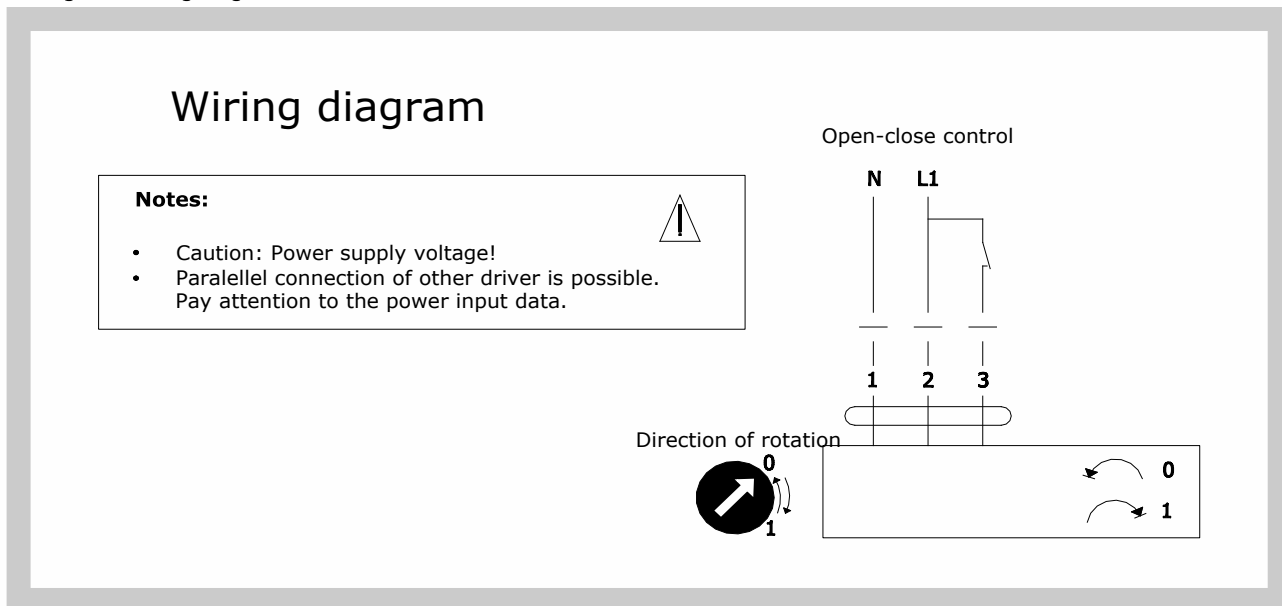 Wiring diagram
Open-close control
N L1
Notes:
• Caution: Power supply voltage!
• Paralellel connection of other driver is possible.
Pay attention to the power input data.
1 2 3
Direction of rotation
0
1
0
1